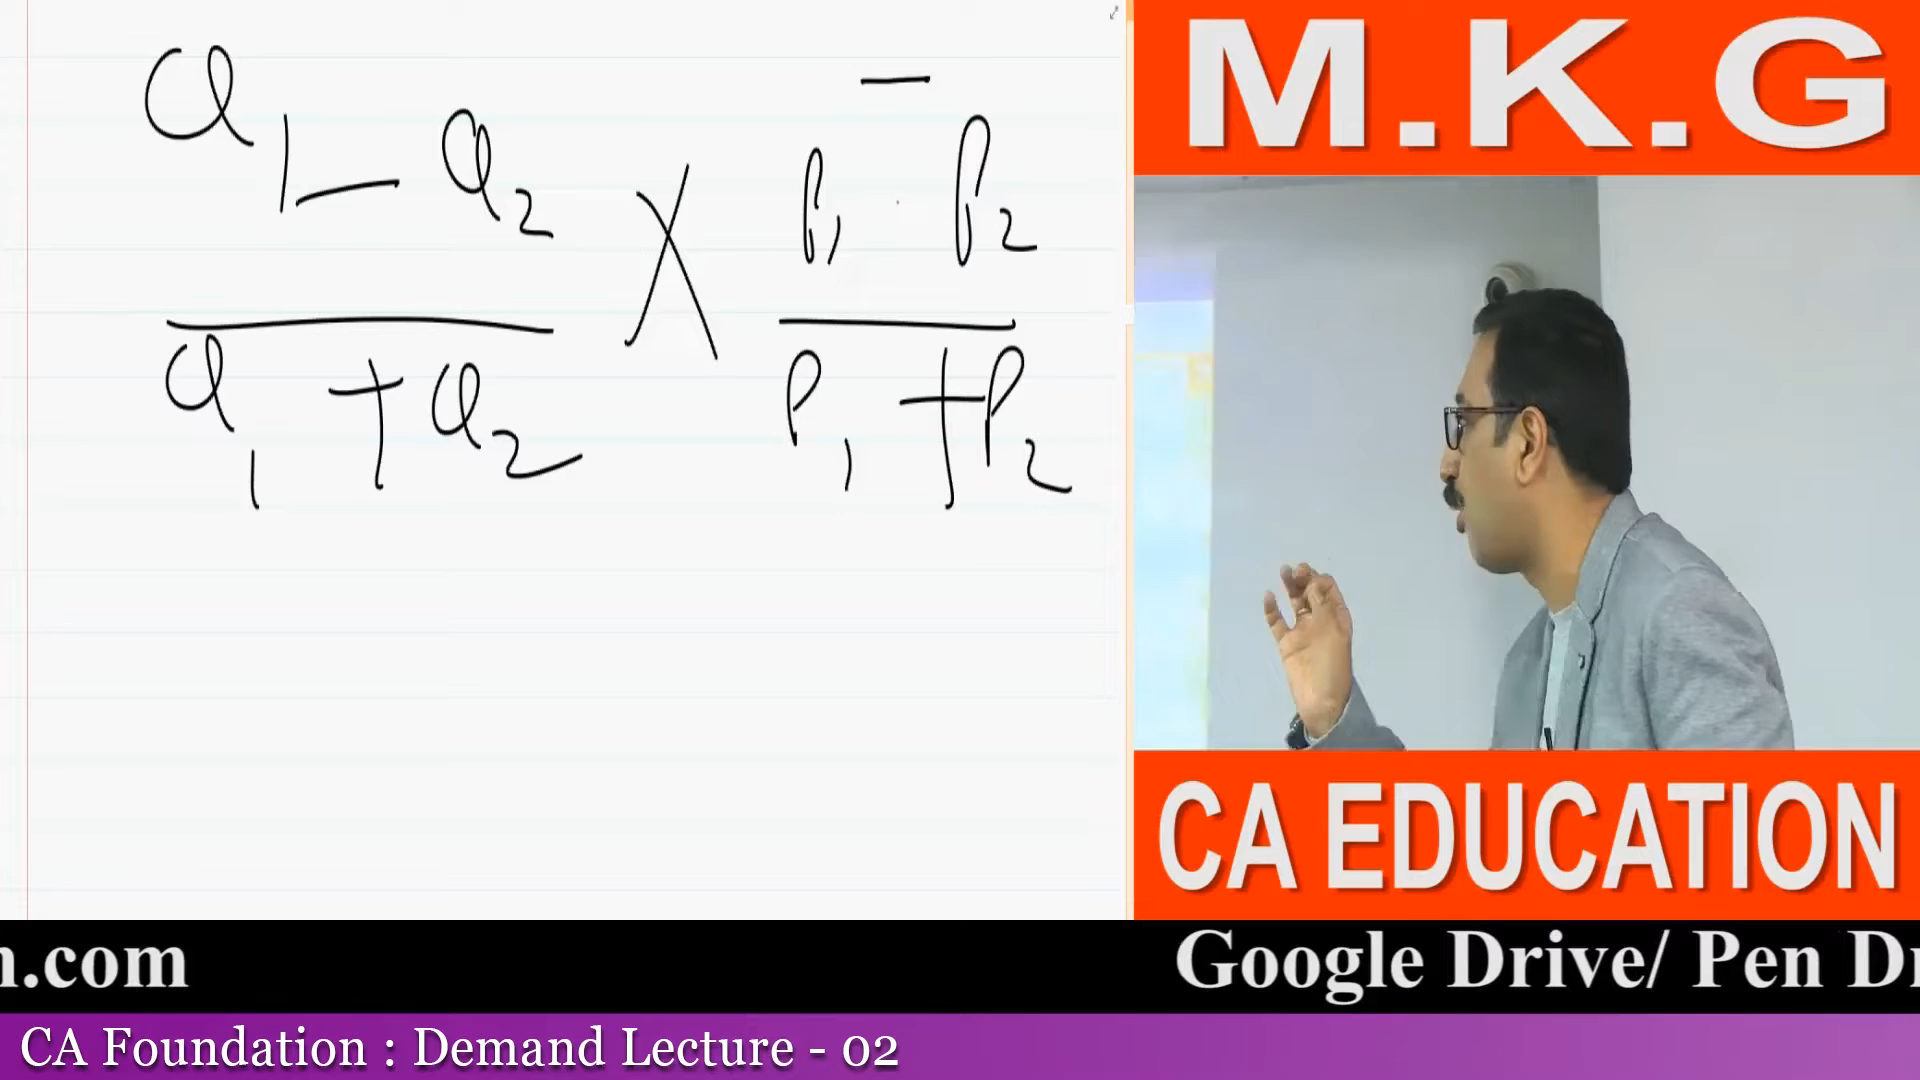 M.K.G
Q1 - Q2 × P1 - P2
Q1 + Q2 P1 + P2
CA EDUCATION
n.com Google Drive/ Pen Dr
CA Foundation : Demand Lecture - 02